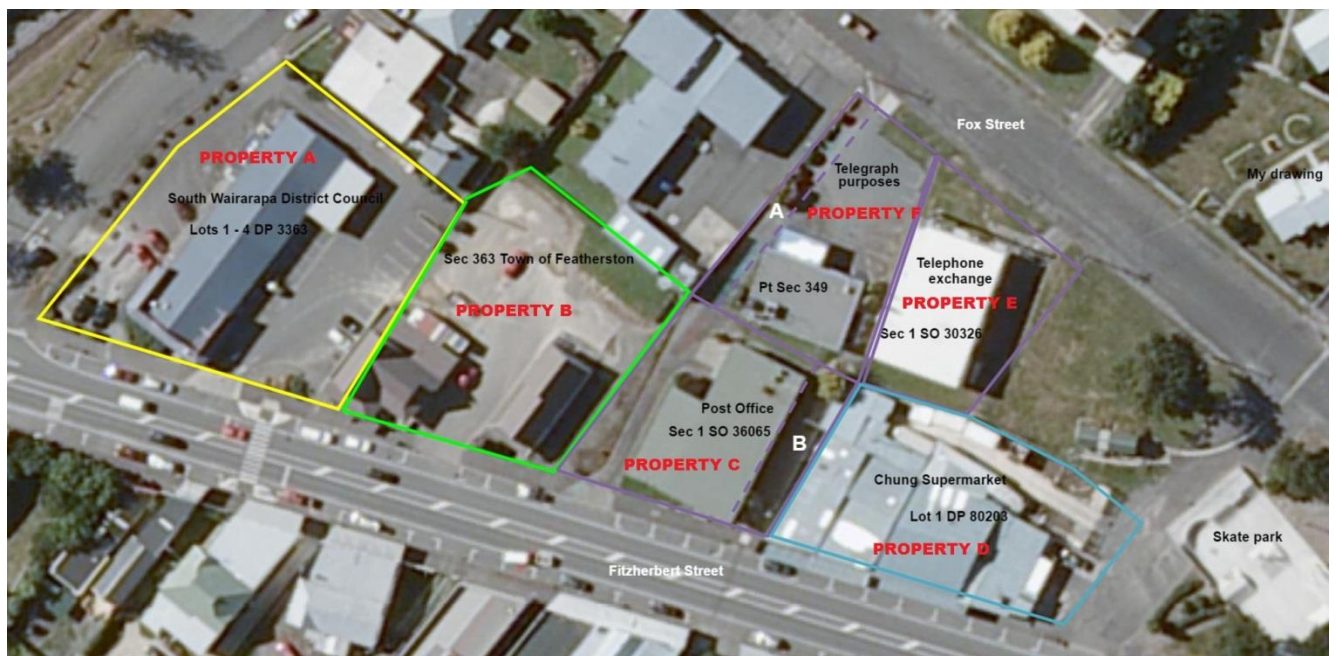 Fox Street
PROPERTY A
Telegraph
purposes
My drawing
South Wairarapa District Council
A
PROPERTY F
Lots 1 - 4 DP 3363
Sec 363 Town of Featherston
Telephone
exchange
Pt Sec 349
PROPERTY B
PROPERTY E
Sec 1 SO 30326
Post Office
Sec 1 SO 36065
B
PROPERTY C
Chung Supermarket
Lot 1 DP 80203
Skate park
PROPERTY D
Fitzherbert Street